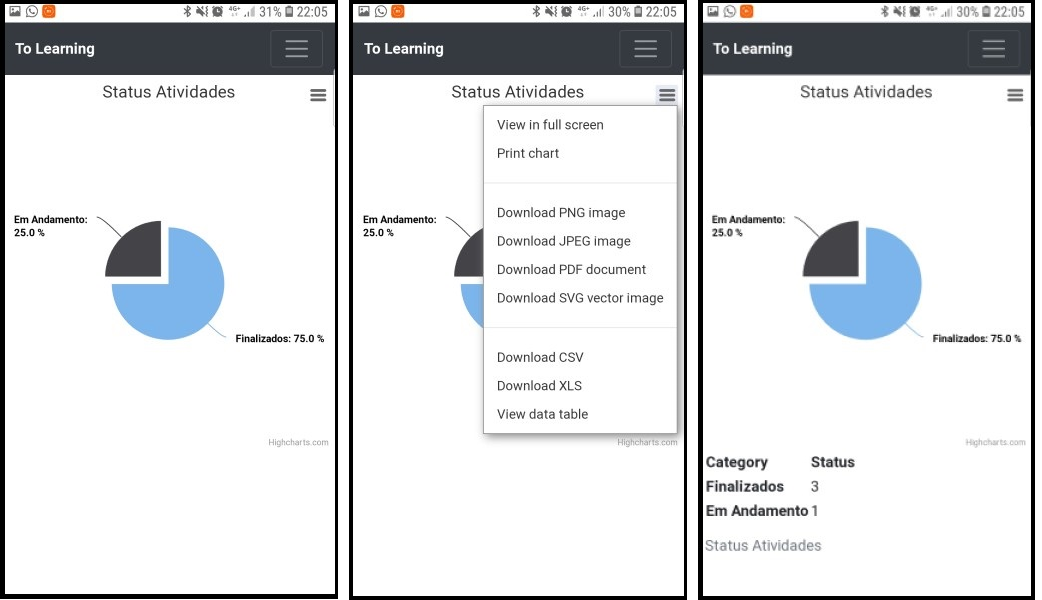 4G+ 31% 22:05
To Learning
Status Atividades
Em Andamento:
25.0 %
Finalizados: 75.0 %
Highcharts.com
4G+ 30% 22:05
To Learning
Status Atividades
View in full screen
Print chart
Em Andamento:
25.0 %
Download PNG image
Download JPEG image
Download PDF document
Download SVG vector image
Download CSV
Download XLS
View data table
Highcharts.com
4G+ 30% 22:05
To Learning
Status Atividades
Em Andamento:
25.0 %
Finalizados: 75.0 %
Highcharts.com
Category Status
Finalizados 3
Em Andamento 1
Status Atividades